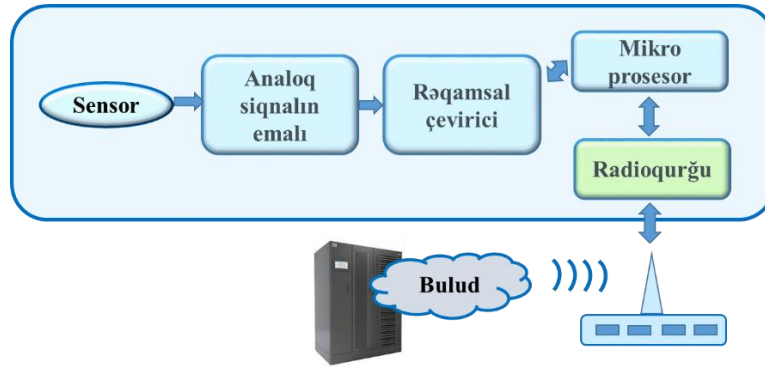 Sensor
Analoq
siqnalın
emalı
Rəqamsal
çevirici
Mikro
prosesor
Radioqurğu
Bulud